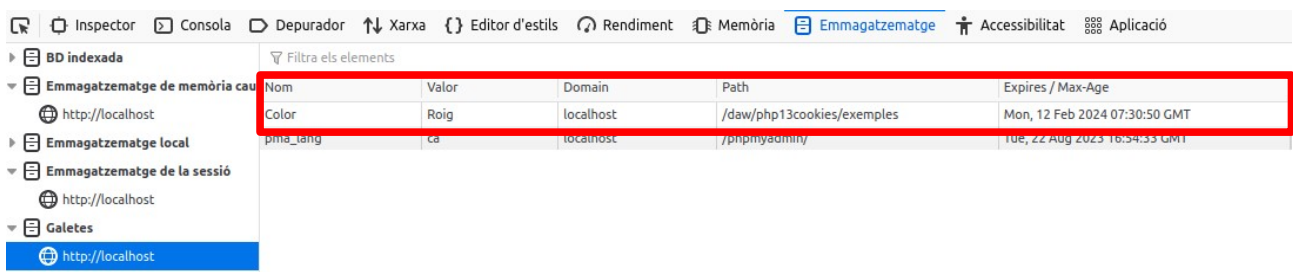 Inspector Consola Depurador Xarxa Editor d'estils Rendiment Memòria Emmagatzematge Accessibilitat Aplicació
BD indexada
Emmagatzematge de memòria cau
http://localhost
Emmagatzematge local
Emmagatzematge de la sessió
http://localhost
Galetes
http://localhost
Filtra els elements
Nom Valor Domain Path Expires / Max-Age
Color Roig localhost /daw/php13cookies/exemples Mon, 12 Feb 2024 07:30:50 GMT
pma_lang ca localhost /phpmyadmin/ Tue, 22 Aug 2023 16:54:33 GMT